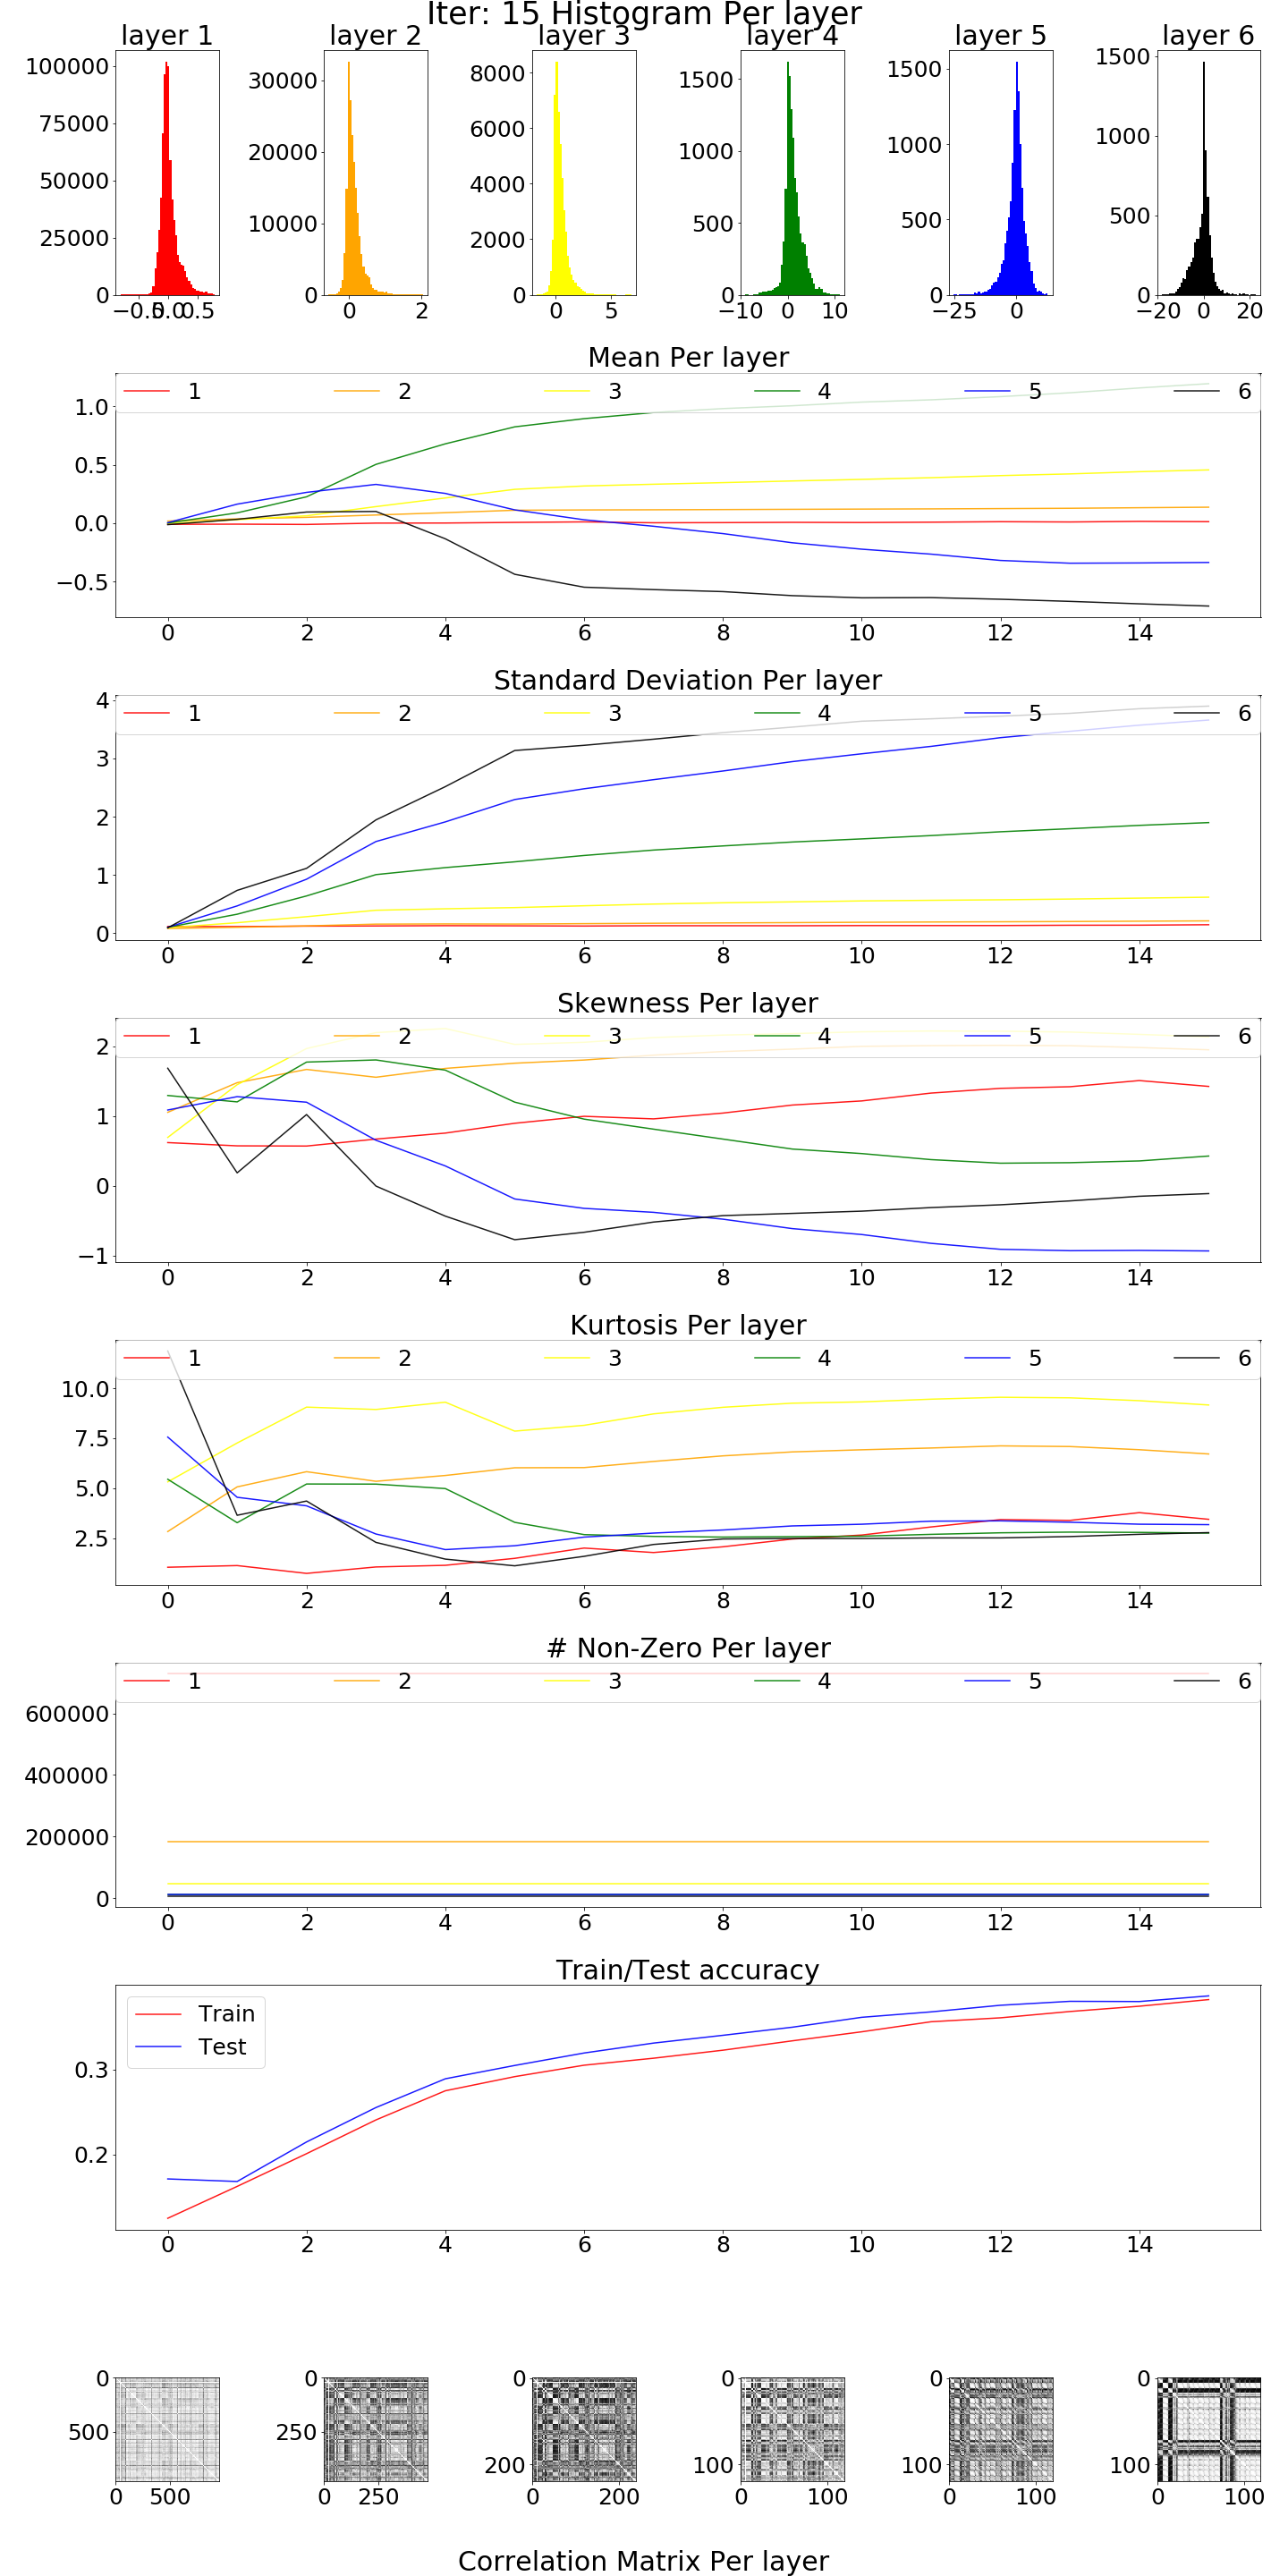 Iter: 15 Histogram Per layer
layer 1 layer 2 layer 3 layer 4 layer 5 layer 6
100000 75000 50000 25000 0
−0.5 0.0 0.5
30000 20000 10000 0
0 2
8000 6000 4000 2000 0
0 5
1500 1000 500 0
−10 0 10
1500 1000 500 0
−25 0
1500 1000 500 0
−20 0 20
Mean Per layer
1 2 3 4 5 6
1.0
0.5
0.0
−0.5
0 2 4 6 8 10 12 14
Standard Deviation Per layer
1 2 3 4 5 6
4
3
2
1
0
0 2 4 6 8 10 12 14
Skewness Per layer
1 2 3 4 5 6
2
1
0
−1
0 2 4 6 8 10 12 14
Kurtosis Per layer
1 2 3 4 5 6
10.0
7.5
5.0
2.5
0 2 4 6 8 10 12 14
# Non-Zero Per layer
1 2 3 4 5 6
600000
400000
200000
0
0 2 4 6 8 10 12 14
Train/Test accuracy
Train
Test
0.3
0.2
0 2 4 6 8 10 12 14
0 500
0 500
0 250
0 250
0 200
0 200
0 100
0 100
0 100
0 100
0 100
0 100
Correlation Matrix Per layer